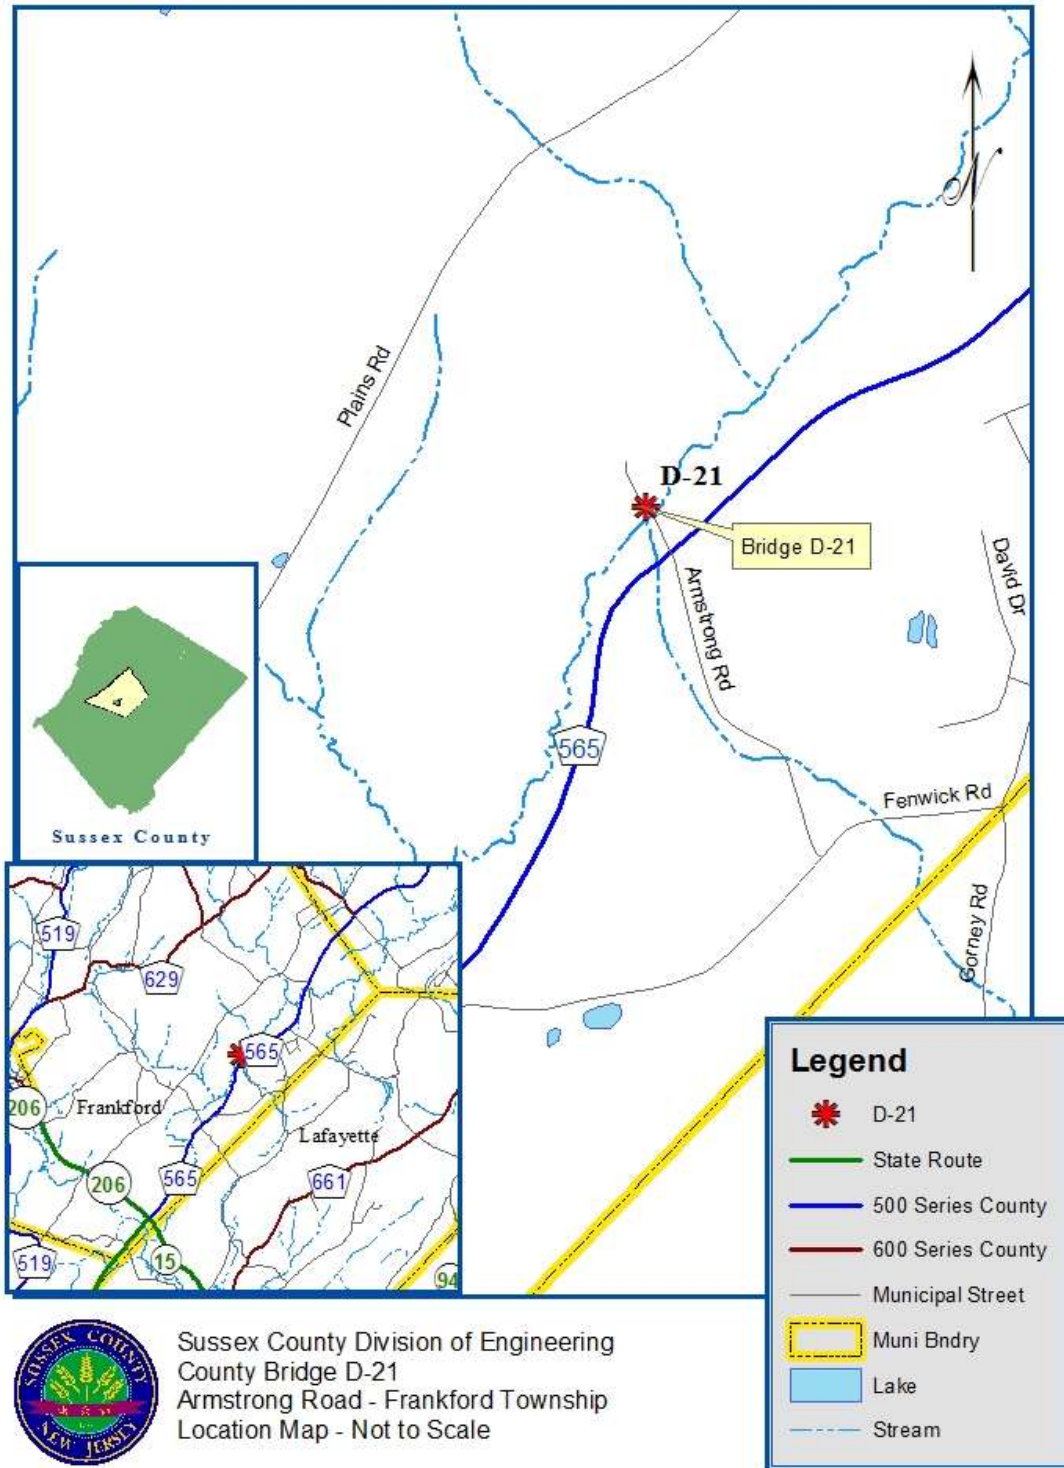 N
Plains Rd
D-21
Bridge D-21
David Dr
Armstrong Rd
565
Fenwick Rd
Gorney Rd
Sussex County
519
629
565
206
Frankford
Lafayette
206
565
661
519
15
94
Legend
D-21
State Route
500 Series County
600 Series County
Municipal Street
Muni Bndry
Lake
Stream
SUSSEX COUNTY
NEW JERSEY
Sussex County Division of Engineering
County Bridge D-21
Armstrong Road - Frankford Township
Location Map - Not to Scale